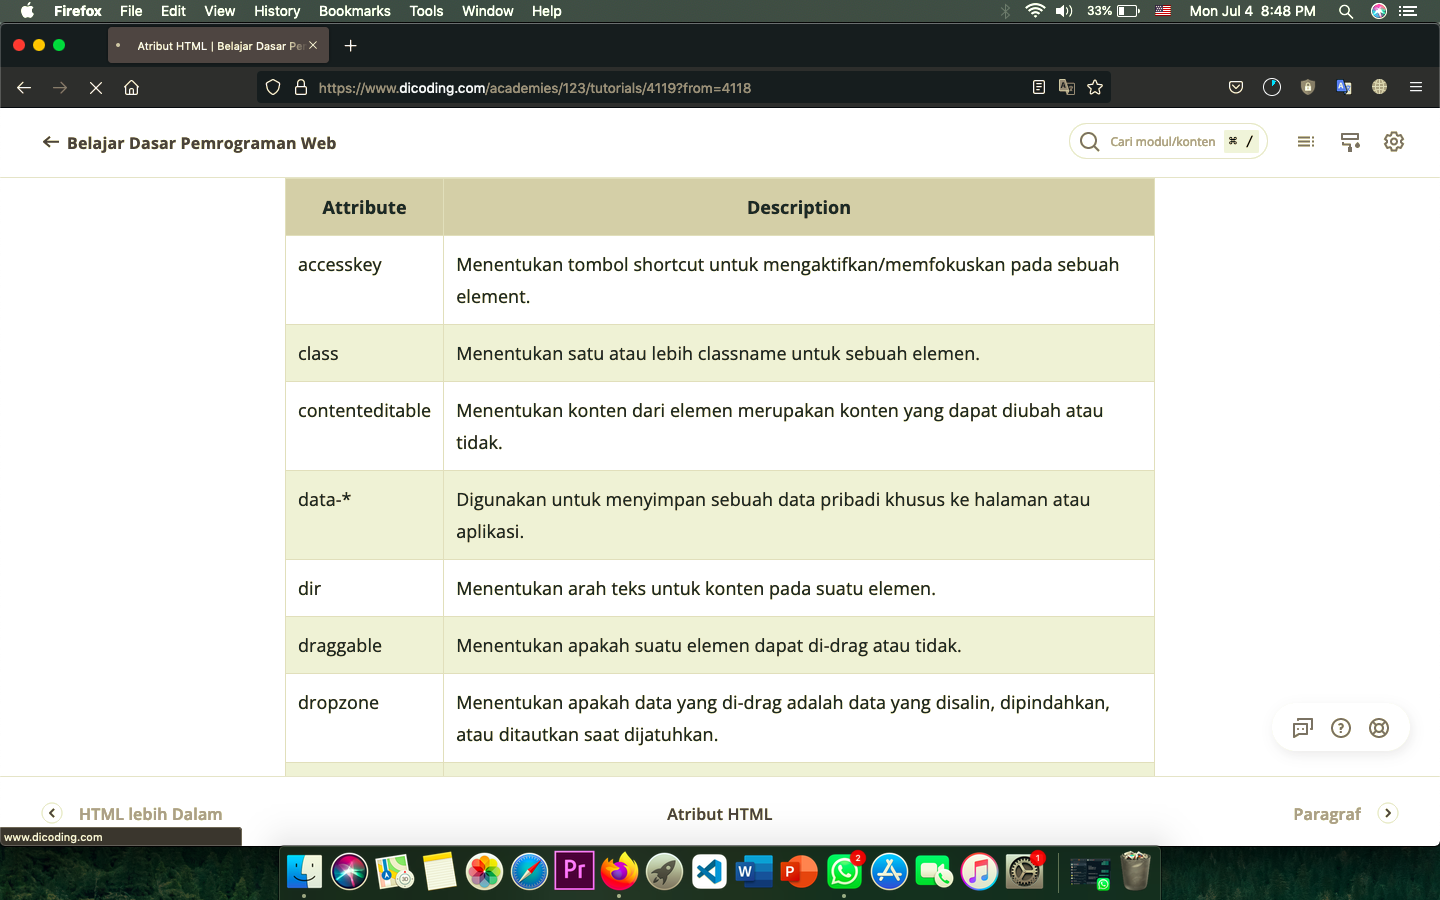 Firefox File Edit View History Bookmarks Tools Window Help 33% Mon Jul 4 8:48 PM
Atribut HTML | Belajar Dasar Pe
https://www.dicoding.com/academies/123/tutorials/4119?from=4118
Belajar Dasar Pemrograman Web
Cari modul/konten ⌘ /
Attribute Description
accesskey Menentukan tombol shortcut untuk mengaktifkan/memfokuskan pada sebuah
element.
class Menentukan satu atau lebih classname untuk sebuah elemen.
contenteditable Menentukan konten dari elemen merupakan konten yang dapat diubah atau
tidak.
data-* Digunakan untuk menyimpan sebuah data pribadi khusus ke halaman atau
aplikasi.
dir Menentukan arah teks untuk konten pada suatu elemen.
draggable Menentukan apakah suatu elemen dapat di-drag atau tidak.
dropzone Menentukan apakah data yang di-drag adalah data yang disalin, dipindahkan,
atau ditautkan saat dijatuhkan.
HTML lebih Dalam Atribut HTML Paragraf
www.dicoding.com
Pr W P 2 1